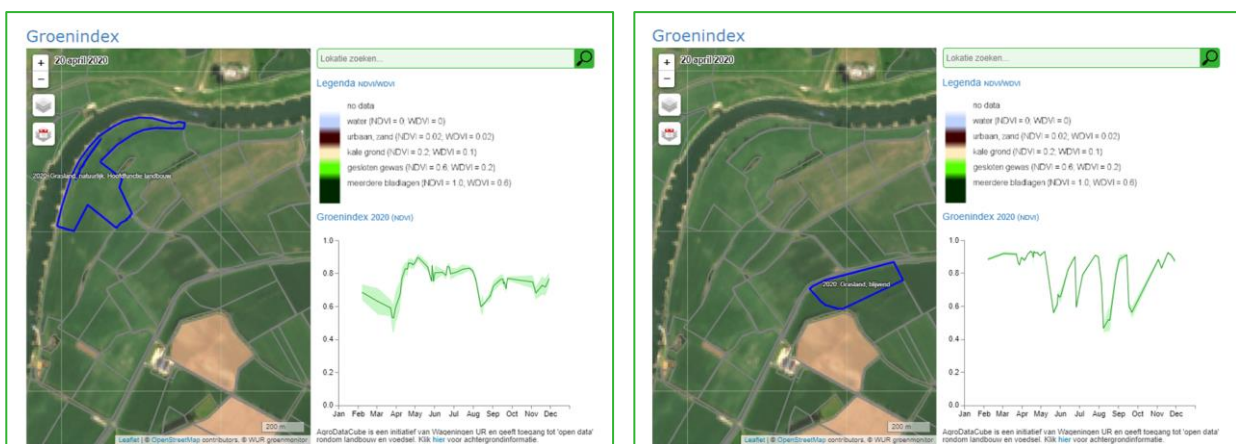 Groenindex
+
20 april 2020
−
2020: Grasland, natuurlijk, Hoofdfunctie landbouw
200 m
Leaflet | © OpenStreetMap contributors, © WUR groenmonitor
Lokatie zoeken...
Legenda NDVI/WDVI
no data
water (NDVI = 0; WDVI = 0)
urbaan, zand (NDVI = 0.02; WDVI = 0.02)
kale grond (NDVI = 0.2; WDVI = 0.1)
gesloten gewas (NDVI = 0.6; WDVI = 0.2)
meerdere bladlagen (NDVI = 1.0, WDVI = 0.6)
Groenindex 2020 (NDVI)
1.0
0.8
0.6
0.4
0.2
0.0
Jan Feb Mar Apr May Jun Jul Aug Sep Oct Nov Dec
AgroDataCube is een initiatief van Wageningen UR en geeft toegang tot 'open data'
rondom landbouw en voedsel. Klik hier voor achtergrondinformatie.
Groenindex
+
20 april 2020
−
2020: Grasland, blijvend
200 m
Leaflet | © OpenStreetMap contributors, © WUR groenmonitor
Lokatie zoeken...
Legenda NDVI/WDVI
no data
water (NDVI = 0; WDVI = 0)
urbaan, zand (NDVI = 0.02; WDVI = 0.02)
kale grond (NDVI = 0.2; WDVI = 0.1)
gesloten gewas (NDVI = 0.6; WDVI = 0.2)
meerdere bladlagen (NDVI = 1.0, WDVI = 0.6)
Groenindex 2020 (NDVI)
1.0
0.8
0.6
0.4
0.2
0.0
Jan Feb Mar Apr May Jun Jul Aug Sep Oct Nov Dec
AgroDataCube is een initiatief van Wageningen UR en geeft toegang tot 'open data'
rondom landbouw en voedsel. Klik hier voor achtergrondinformatie.